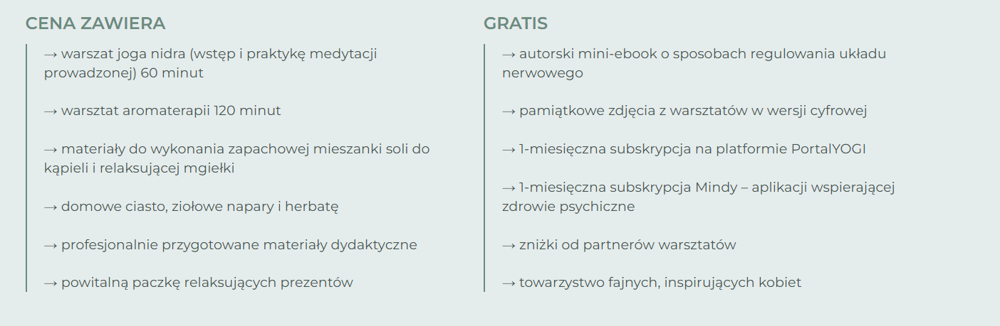 CENA ZAWIERA
→ warszat joga nidra (wstęp i praktykę medytacji
prowadzonej) 60 minut
→ warsztat aromaterapii 120 minut
→ materiały do wykonania zapachowej mieszanki soli do
kąpieli i relaksującej mgiełki
→ domowe ciasto, ziołowe napary i herbatę
→ profesjonalnie przygotowane materiały dydaktyczne
→ powitalną paczkę relaksujących prezentów
GRATIS
→ autorski mini-ebook o sposobach regulowania układu
nerwowego
→ pamiątkowe zdjęcia z warsztatów w wersji cyfrowej
→ 1-miesięczna subskrypcja na platformie PortalYOGI
→ 1-miesięczna subskrypcja Mindy – aplikacji wspierającej
zdrowie psychiczne
→ zniżki od partnerów warsztatów
→ towarzystwo fajnych, inspirujących kobiet